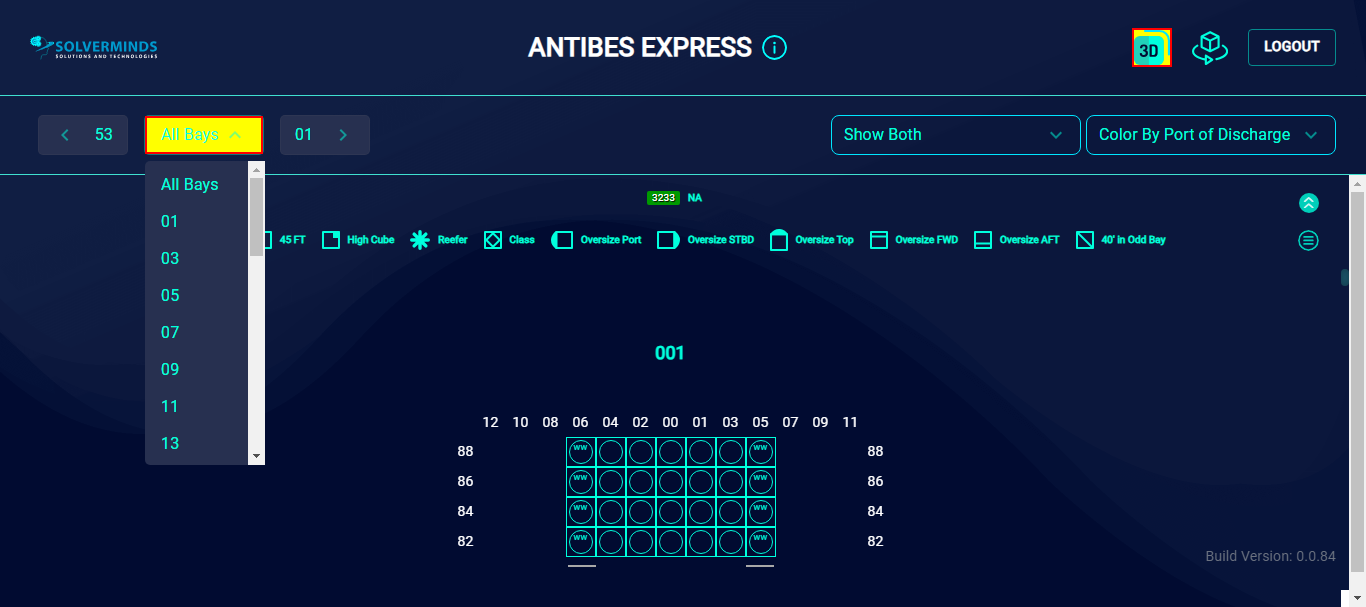 SOLVERMINDS
SOLUTIONS AND TECHNOLOGIES
ANTIBES EXPRESS
3D
LOGOUT
53
All Bays
01
Show Both
Color By Port of Discharge
All Bays
01
03
05
07
09
11
13
3233 NA
45 FT High Cube Reefer Class Oversize Port Oversize STBD Oversize Top Oversize FWD Oversize AFT 40' In Odd Bay
001
12 10 08 06 04 02 00 01 03 05 07 09 11
88 WW WW 88
86 WW WW 86
84 WW WW 84
82 WW WW 82
Build Version: 0.0.84